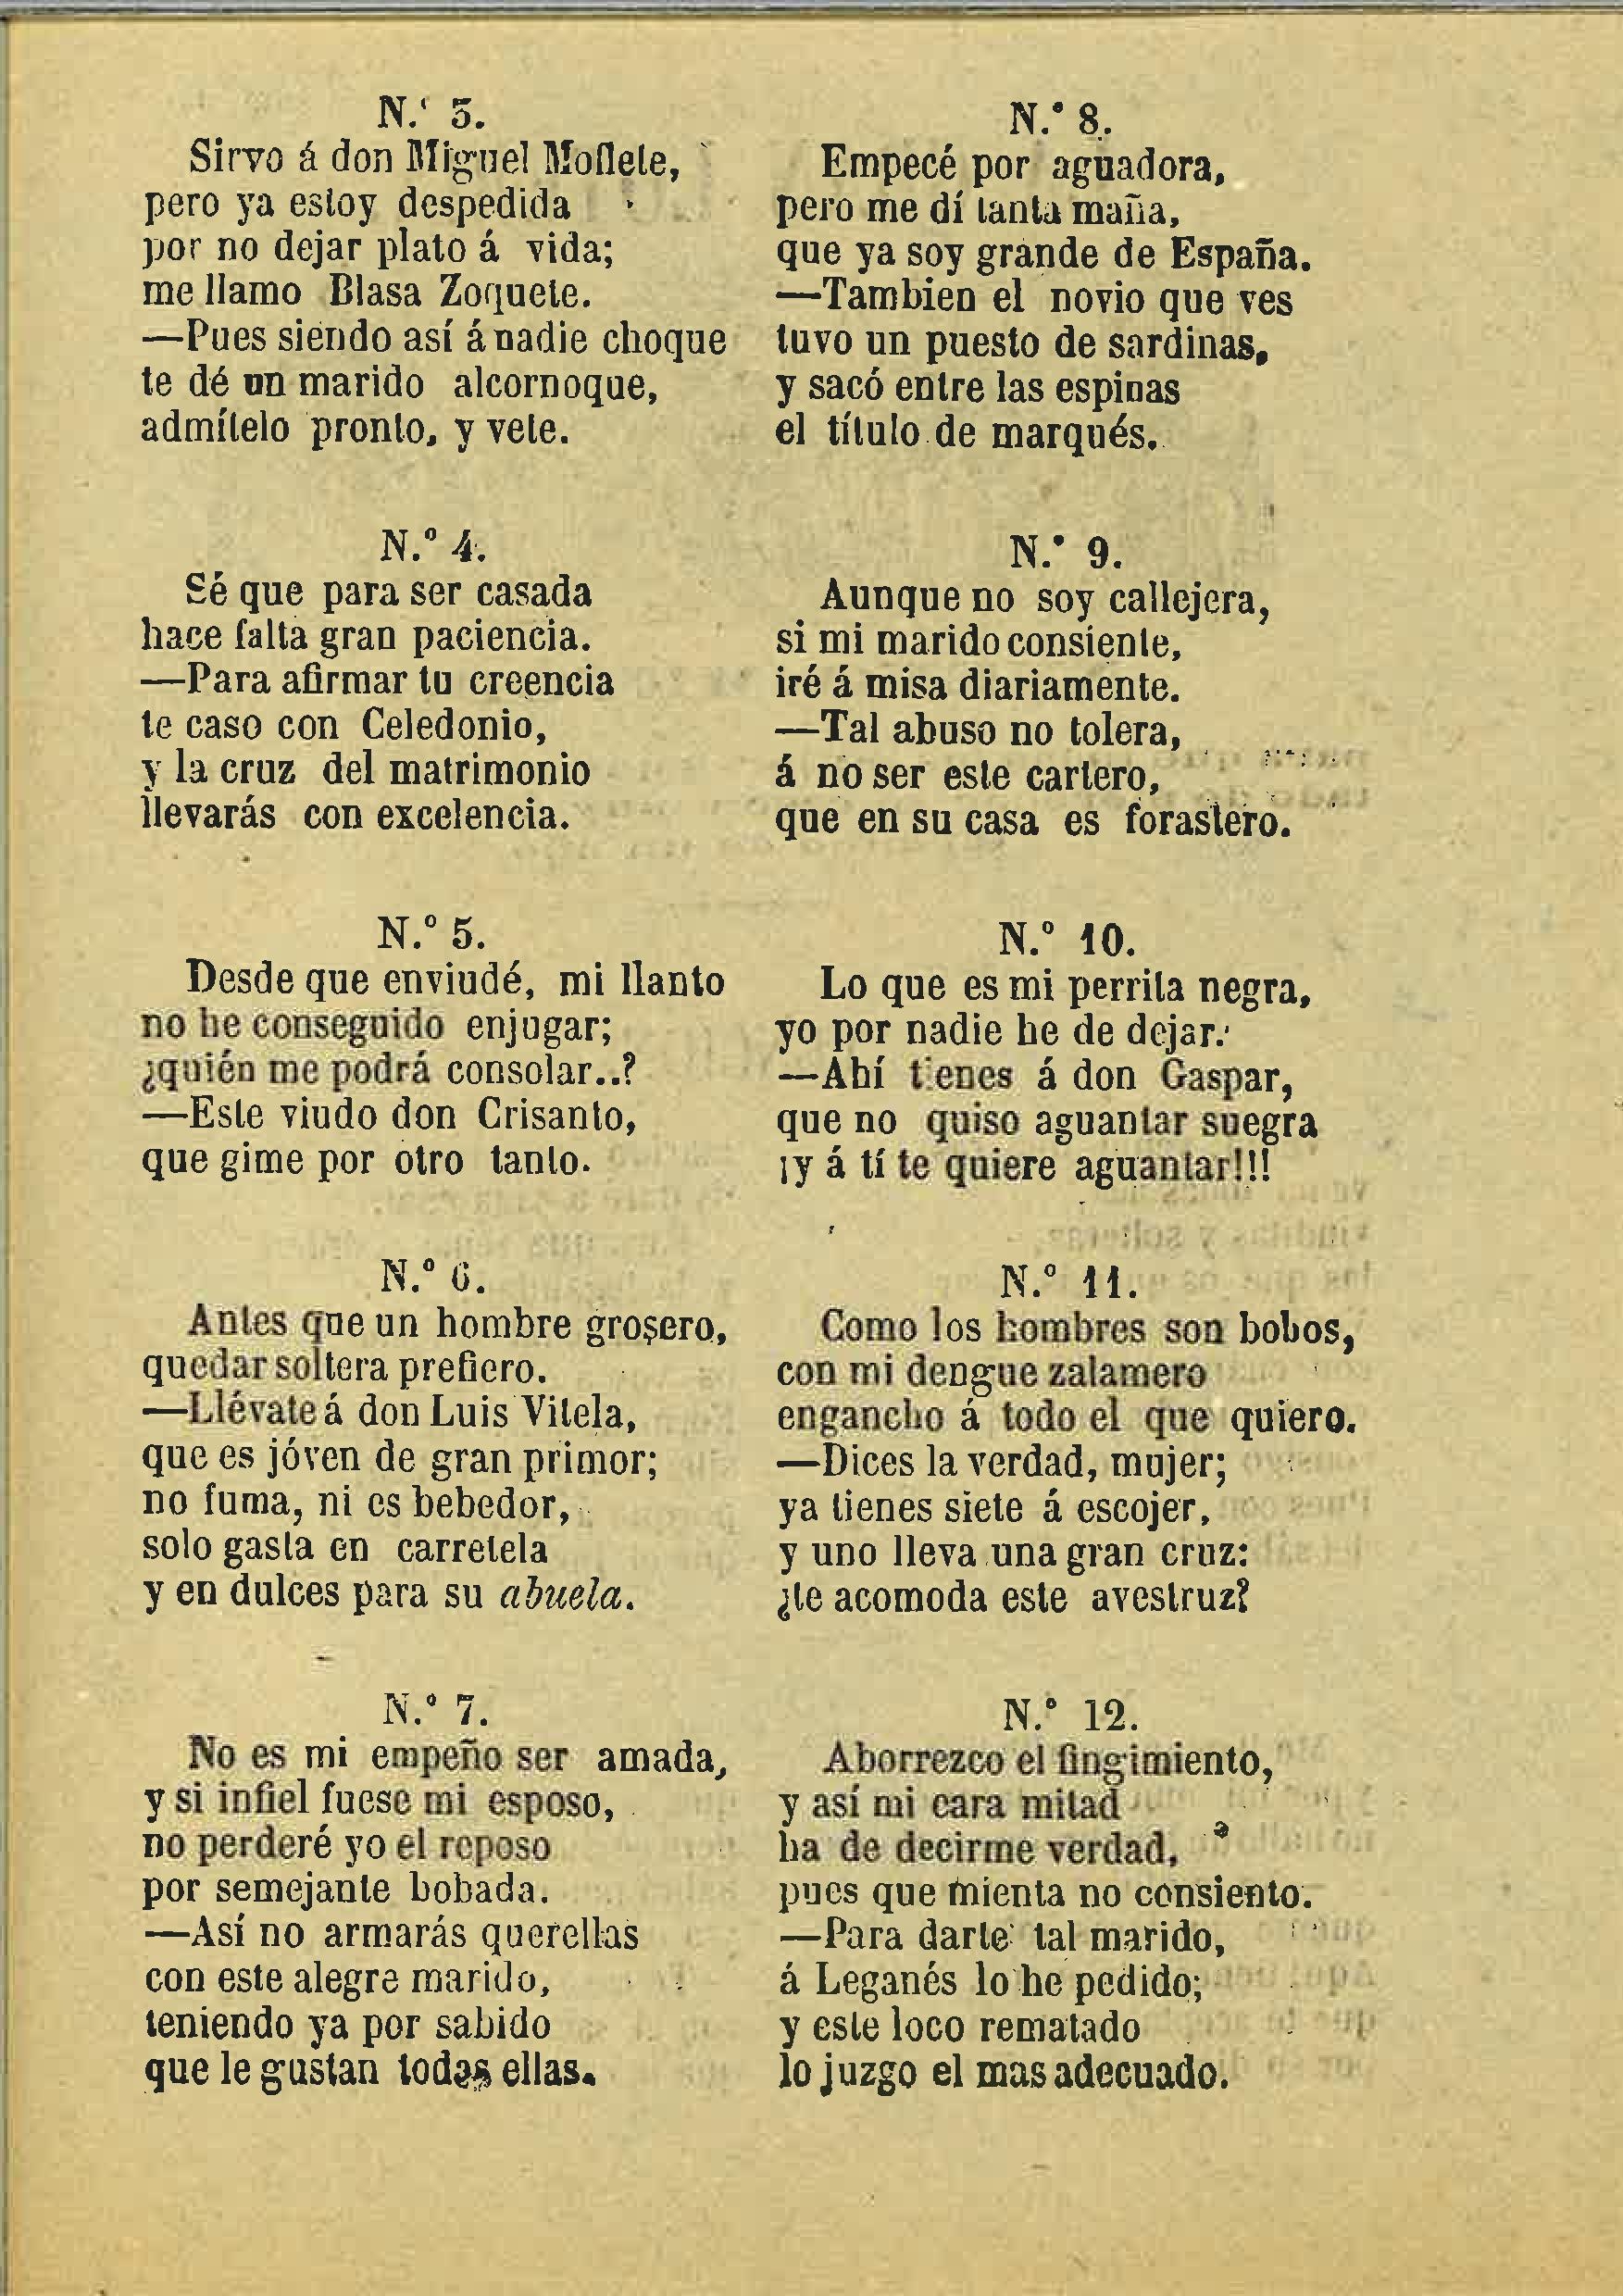 N.º 3.
Sirvo á don Miguel Moflete,
pero ya estoy despedida
por no dejar plato á vida;
me llamo Blasa Zoquete.
—Pues siendo así á nadie choque
te dé un marido alcornoque,
admítelo pronto, y vete.
N.º 4.
Sé que para ser casada
hace falta gran paciencia.
—Para afirmar tu creencia
te caso con Celedonio,
y la cruz del matrimonio
llevarás con excelencia.
N.º 5.
Desde que enviudé, mi llanto
no he conseguido enjugar;
¿quién me podrá consolar..?
—Este viudo don Crisanto,
que gime por otro tanto.
N.º 6.
Antes que un hombre grosero,
quedar soltera prefiero.
—Llévate á don Luis Vitela,
que es jóven de gran primor;
no fuma, ni es bebedor,
solo gasta en carretela
y en dulces para su abuela.
N.º 7.
No es mi empeño ser amada,
y si infiel fuese mi esposo,
no perderé yo el reposo
por semejante bobada.
—Así no armarás querellas
con este alegre marido,
teniendo ya por sabido
que le gustan todas ellas.
N.º 8.
Empecé por aguadora,
pero me dí tanta maña,
que ya soy grande de España.
—Tambien el novio que ves
tuvo un puesto de sardinas,
y sacó entre las espinas
el título de marqués.
N.º 9.
Aunque no soy callejera,
si mi marido consiente,
iré á misa diariamente.
—Tal abuso no tolera,
á no ser este cartero,
que en su casa es forastero.
N.º 10.
Lo que es mi perrita negra,
yo por nadie he de dejar.
—Ahí tienes á don Gaspar,
que no quiso aguantar suegra
¡y á tí te quiere aguantar!!!
N.º 11.
Como los hombres son bobos,
con mi dengue zalamero
engancho á todo el que quiero.
—Dices la verdad, mujer;
ya tienes siete á escojer,
y uno lleva una gran cruz:
¿te acomoda este avestruz?
N.º 12.
Aborrezco el fingimiento,
y así mi cara mitad
ha de decirme verdad,
pues que mienta no consiento.
—Para darte tal marido,
á Leganés lo he pedido;
y este loco rematado
lo juzgo el mas adecuado.